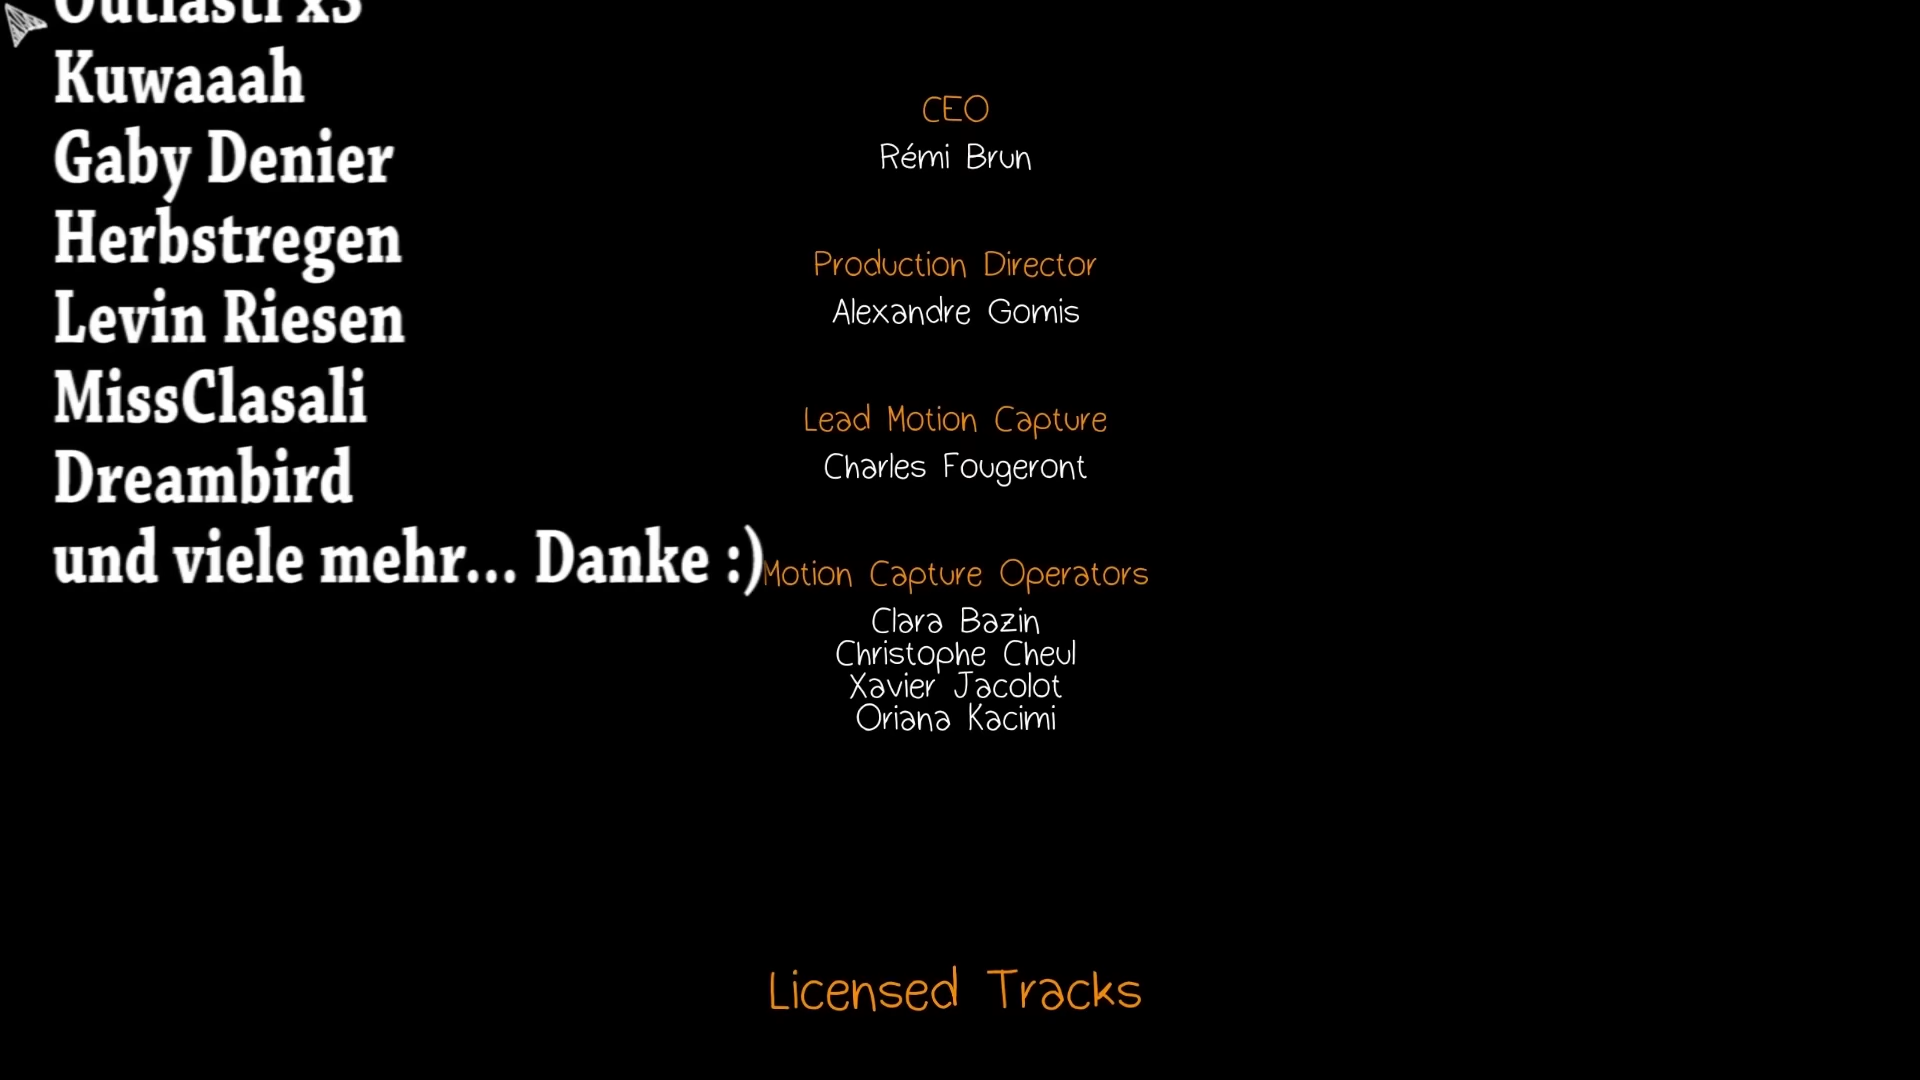 Kuwaaah
Gaby Denier
Herbstregen
Levin Riesen
MissClasali
Dreambird
und viele mehr... Danke :)
CEO
Rémi Brun
Production Director
Alexandre Gomis
Lead Motion Capture
Charles Fougeront
Motion Capture Operators
Clara Bazin
Christophe Cheul
Xavier Jacolot
Oriana Kacimi
Licensed Tracks